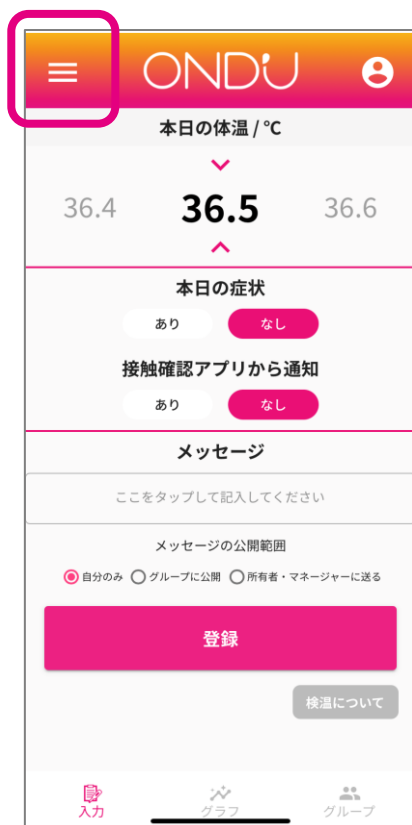 ONDU
本日の体温 / ℃
36.4 36.5 36.6
本日の症状
あり なし
接触確認アプリから通知
あり なし
メッセージ
ここをタップして記入してください
メッセージの公開範囲
自分のみ グループに公開 所有者・マネージャーに送る
登録
検温について
入力 グラフ グループ